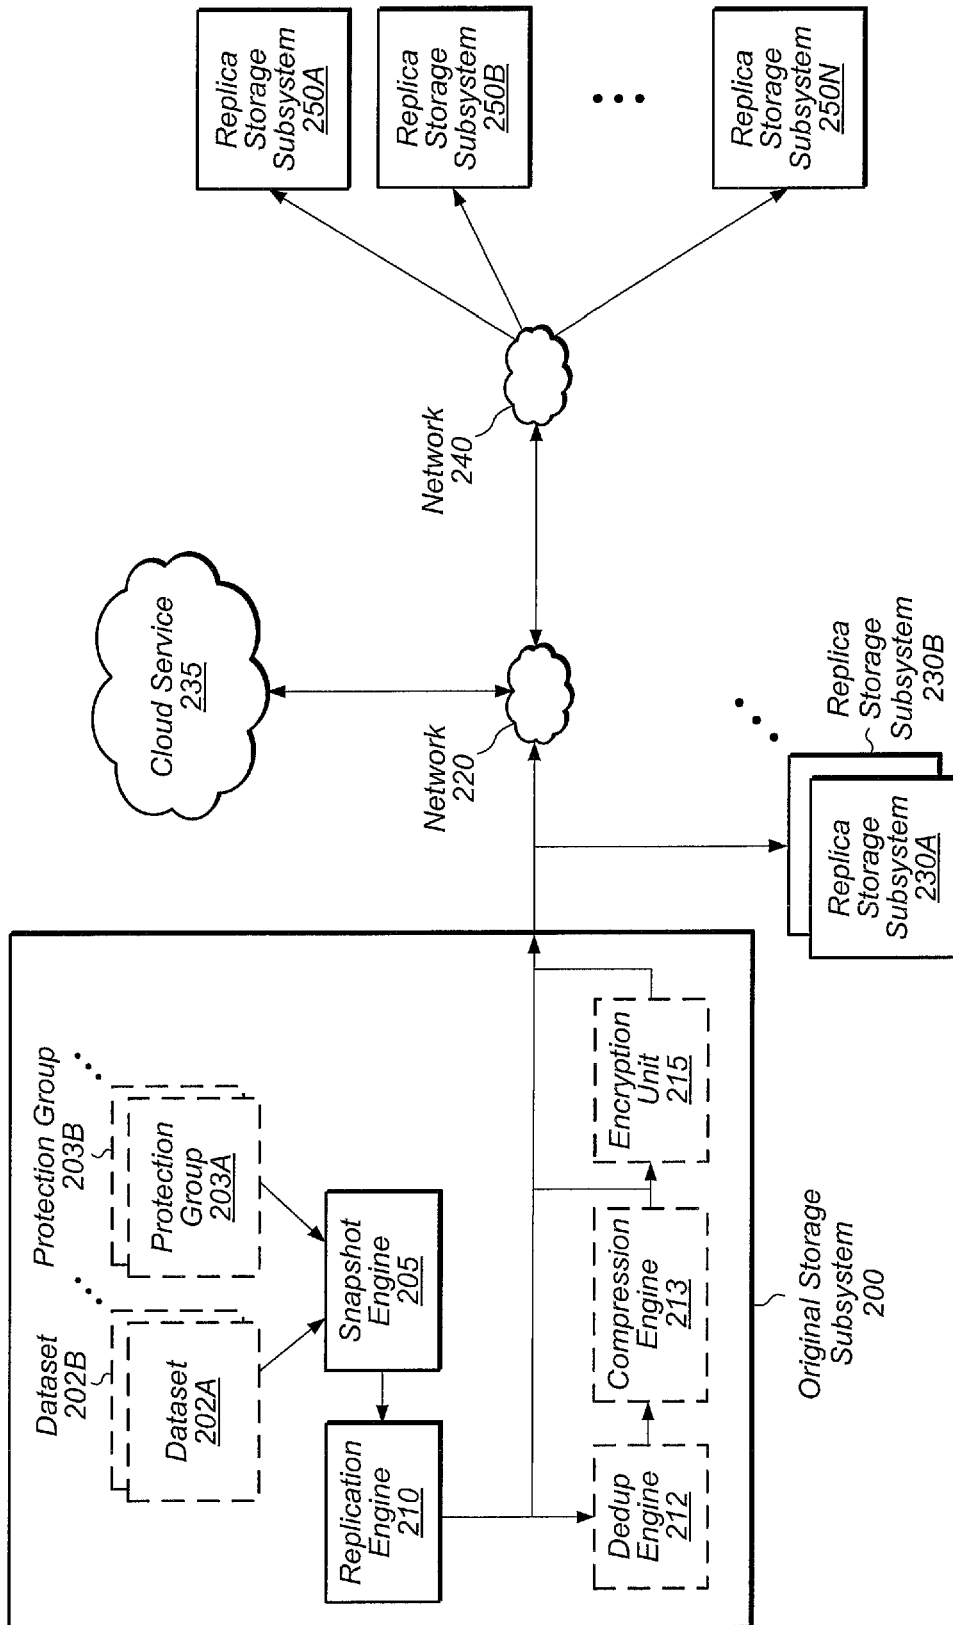 Dataset
202B
Protection Group
203B
Dataset
202A
Protection
Group
203A
Snapshot
Engine
205
Replication
Engine
210
Dedup
Engine
212
Compression
Engine
213
Encryption
Unit
215
Original Storage
Subsystem
200
Cloud Service
235
Network
220
Network
240
Replica
Storage
Subsystem
230A
Replica
Storage
Subsystem
230B
Replica
Storage
Subsystem
250A
Replica
Storage
Subsystem
250B
Replica
Storage
Subsystem
250N